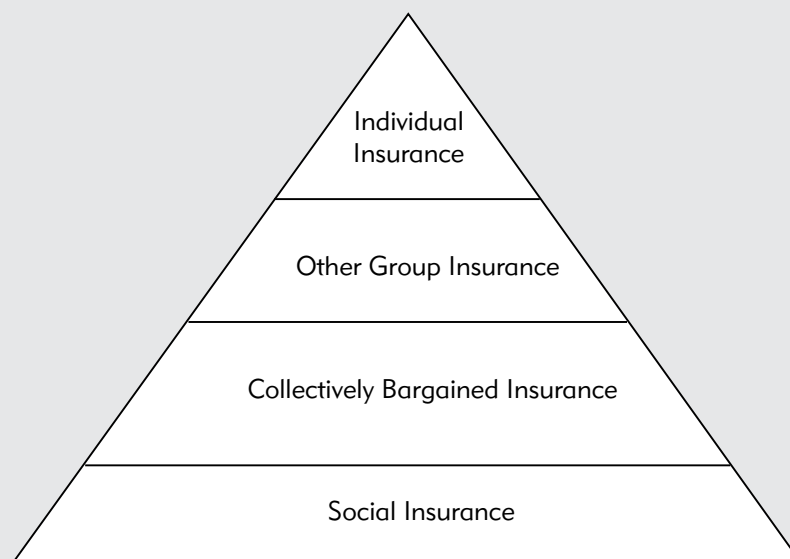 Individual
Insurance
Other Group Insurance
Collectively Bargained Insurance
Social Insurance